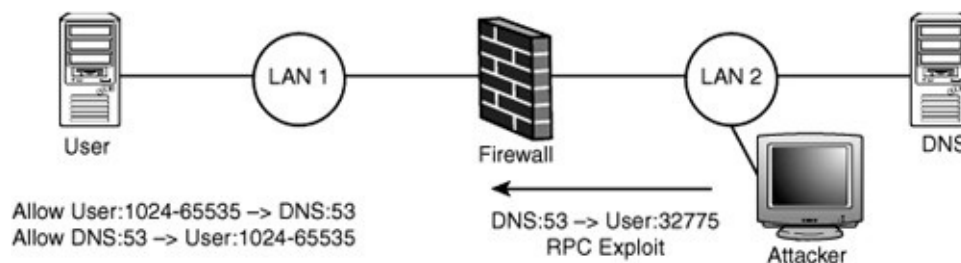 User
LAN 1
Firewall
LAN 2
DNS
Allow User:1024-65535 –> DNS:53
Allow DNS:53 –> User:1024-65535
DNS:53 –> User:32775
RPC Exploit
Attacker